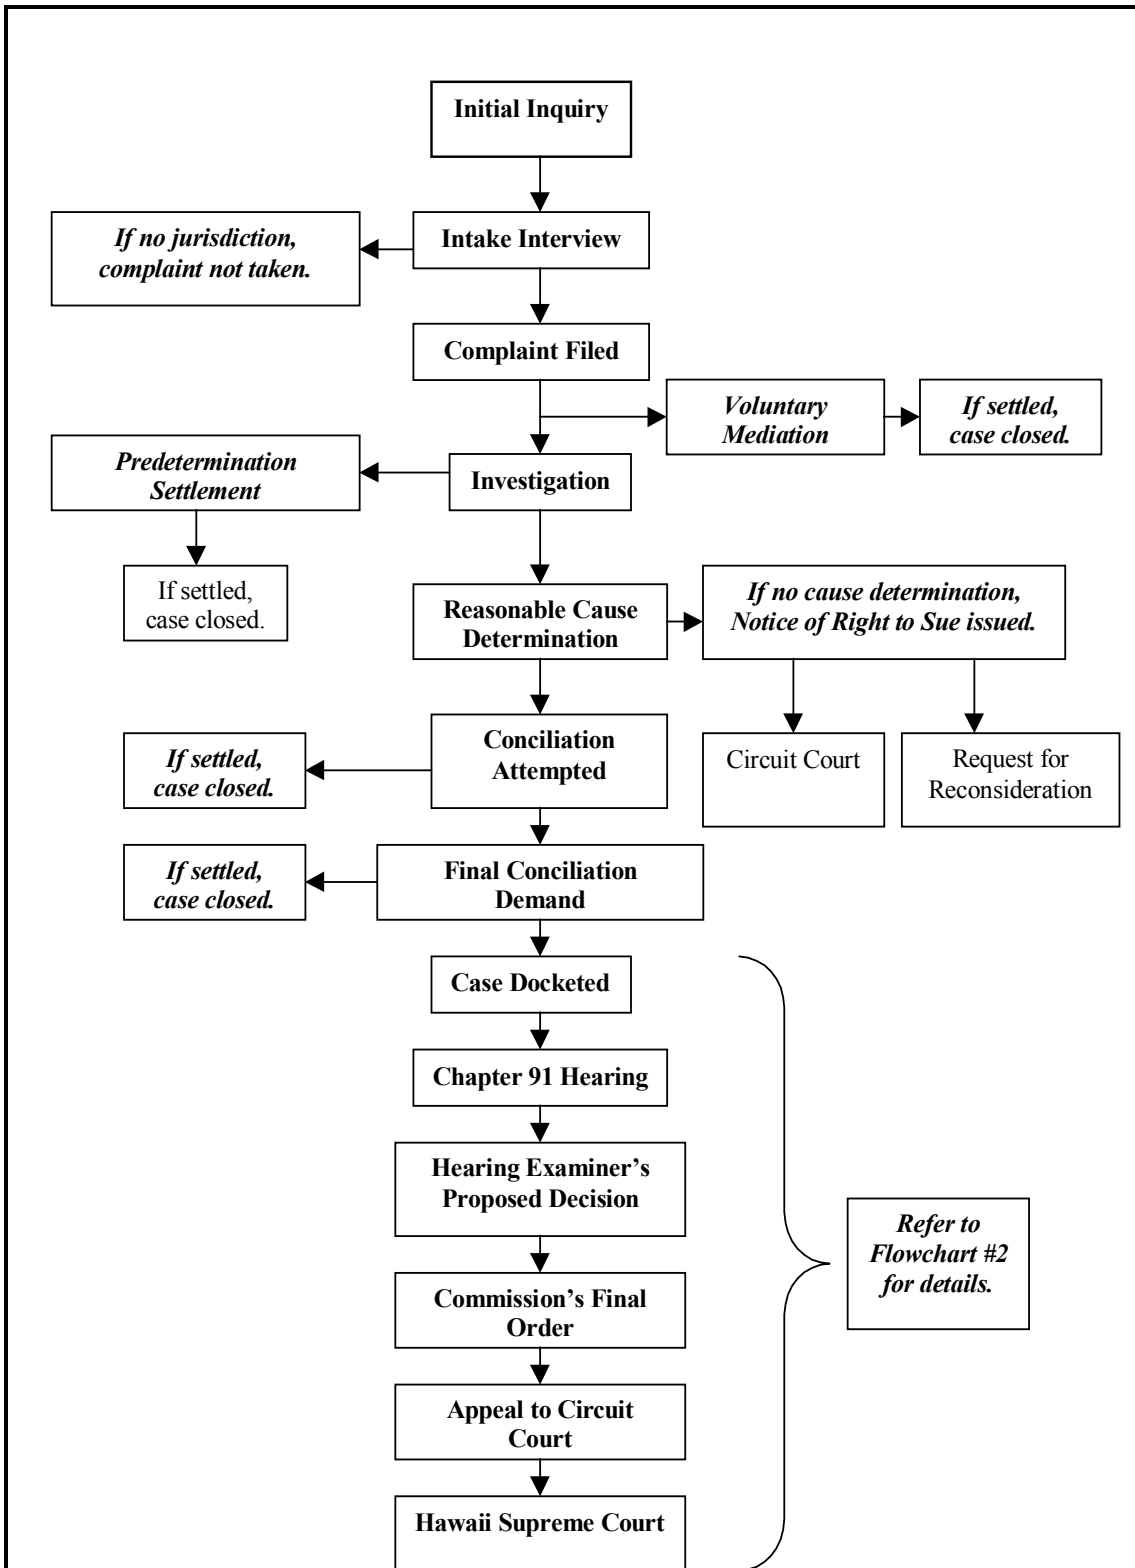 Initial Inquiry
If no jurisdiction,
complaint not taken.
Intake Interview
Complaint Filed
Voluntary
Mediation
If settled,
case closed.
Predetermination
Settlement
Investigation
If settled,
case closed.
Reasonable Cause
Determination
If no cause determination,
Notice of Right to Sue issued.
If settled,
case closed.
Conciliation
Attempted
Circuit Court
Request for
Reconsideration
If settled,
case closed.
Final Conciliation
Demand
Case Docketed
Chapter 91 Hearing
Hearing Examiner’s
Proposed Decision
Refer to
Flowchart #2
for details.
Commission’s Final
Order
Appeal to Circuit
Court
Hawaii Supreme Court